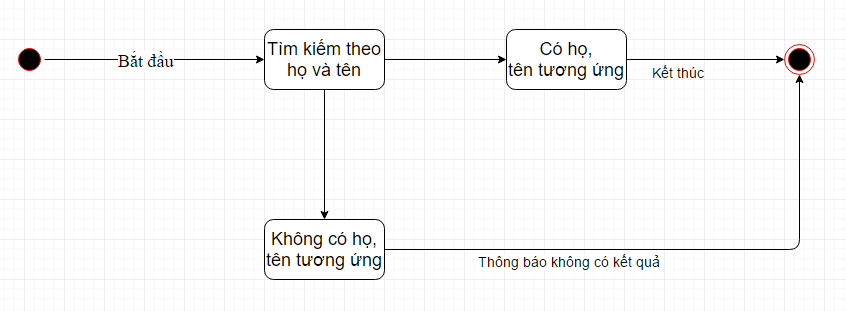 Bắt đầu
Tìm kiếm theo
họ và tên
Có họ,
tên tương ứng
Kết thúc
Không có họ,
tên tương ứng
Thông báo không có kết quả